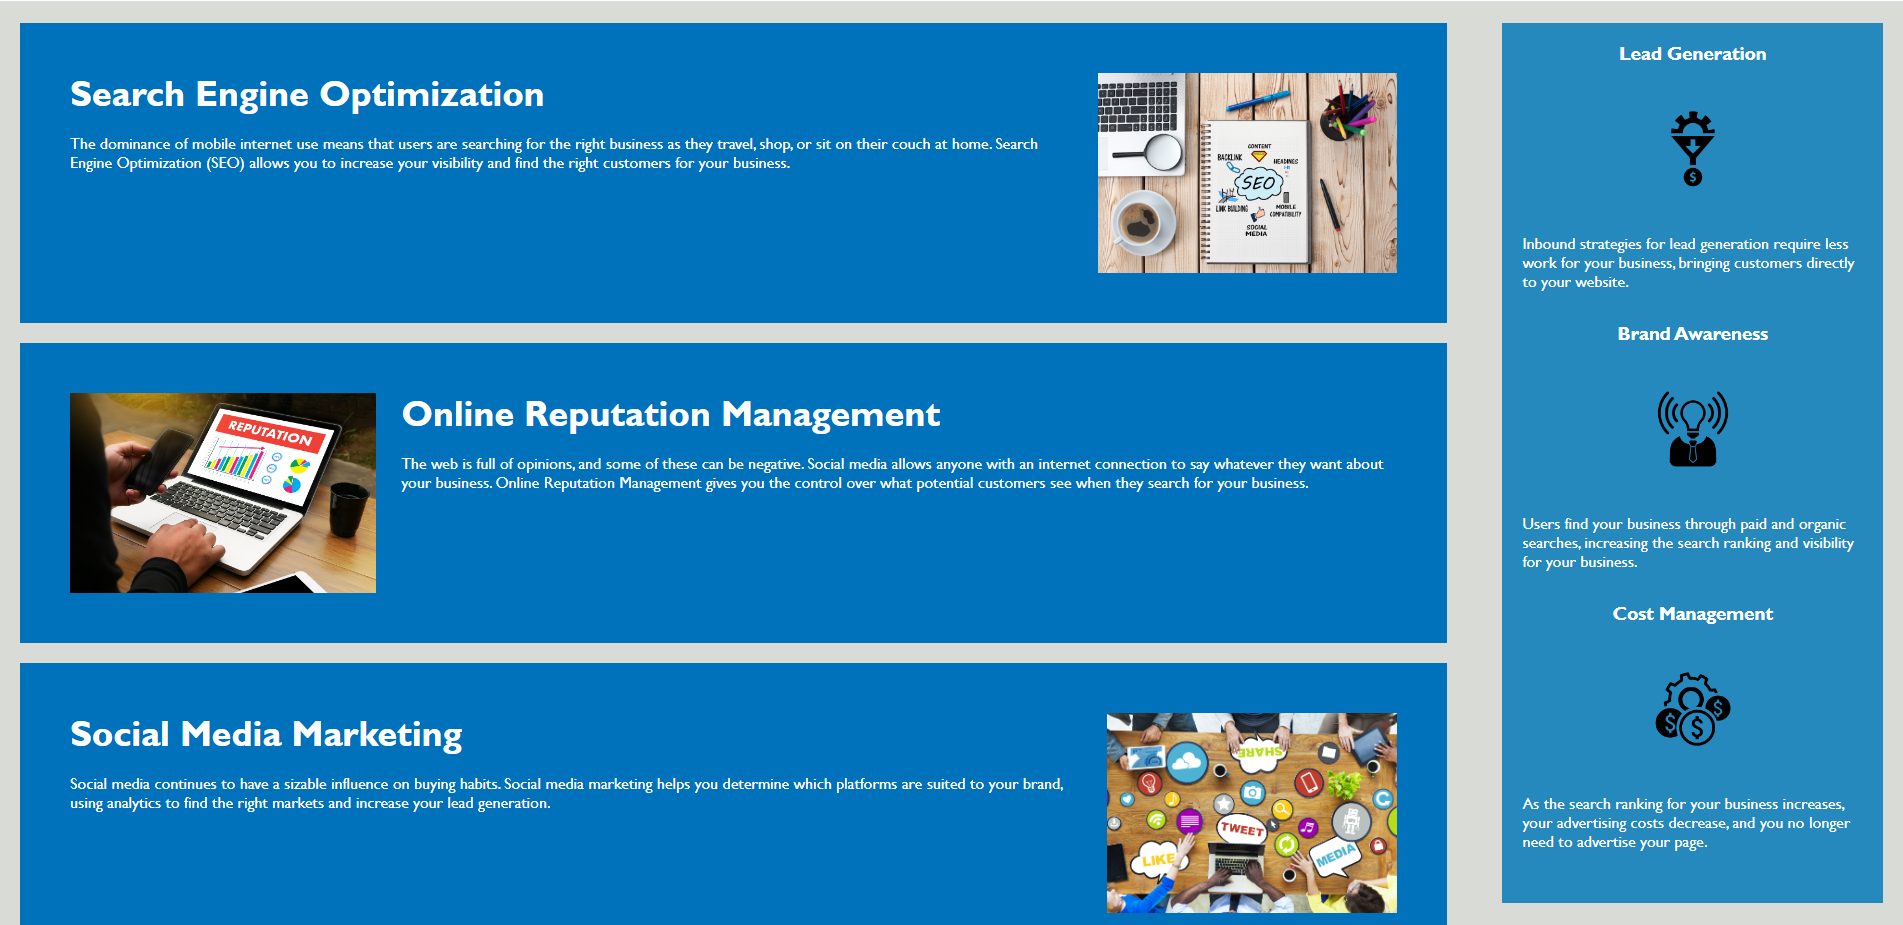 Search Engine Optimization
The dominance of mobile internet use means that users are searching for the right business as they travel, shop, or sit on their couch at home. Search
Engine Optimization (SEO) allows you to increase your visibility and find the right customers for your business.
CONTENT
BACKLINK
HEADINGS
SEO
LINK BUILDING
MOBILE
COMPATIBILITY
SOCIAL
MEDIA
REPUTATION
Online Reputation Management
The web is full of opinions, and some of these can be negative. Social media allows anyone with an internet connection to say whatever they want about
your business. Online Reputation Management gives you the control over what potential customers see when they search for your business.
Social Media Marketing
Social media continues to have a sizable influence on buying habits. Social media marketing helps you determine which platforms are suited to your brand,
using analytics to find the right markets and increase your lead generation.
SHARE
TWEET
LIKE
MEDIA
Lead Generation
$
Inbound strategies for lead generation require less
work for your business, bringing customers directly
to your website.
Brand Awareness
Users find your business through paid and organic
searches, increasing the search ranking and visibility
for your business.
Cost Management
$ $ $
As the search ranking for your business increases,
your advertising costs decrease, and you no longer
need to advertise your page.